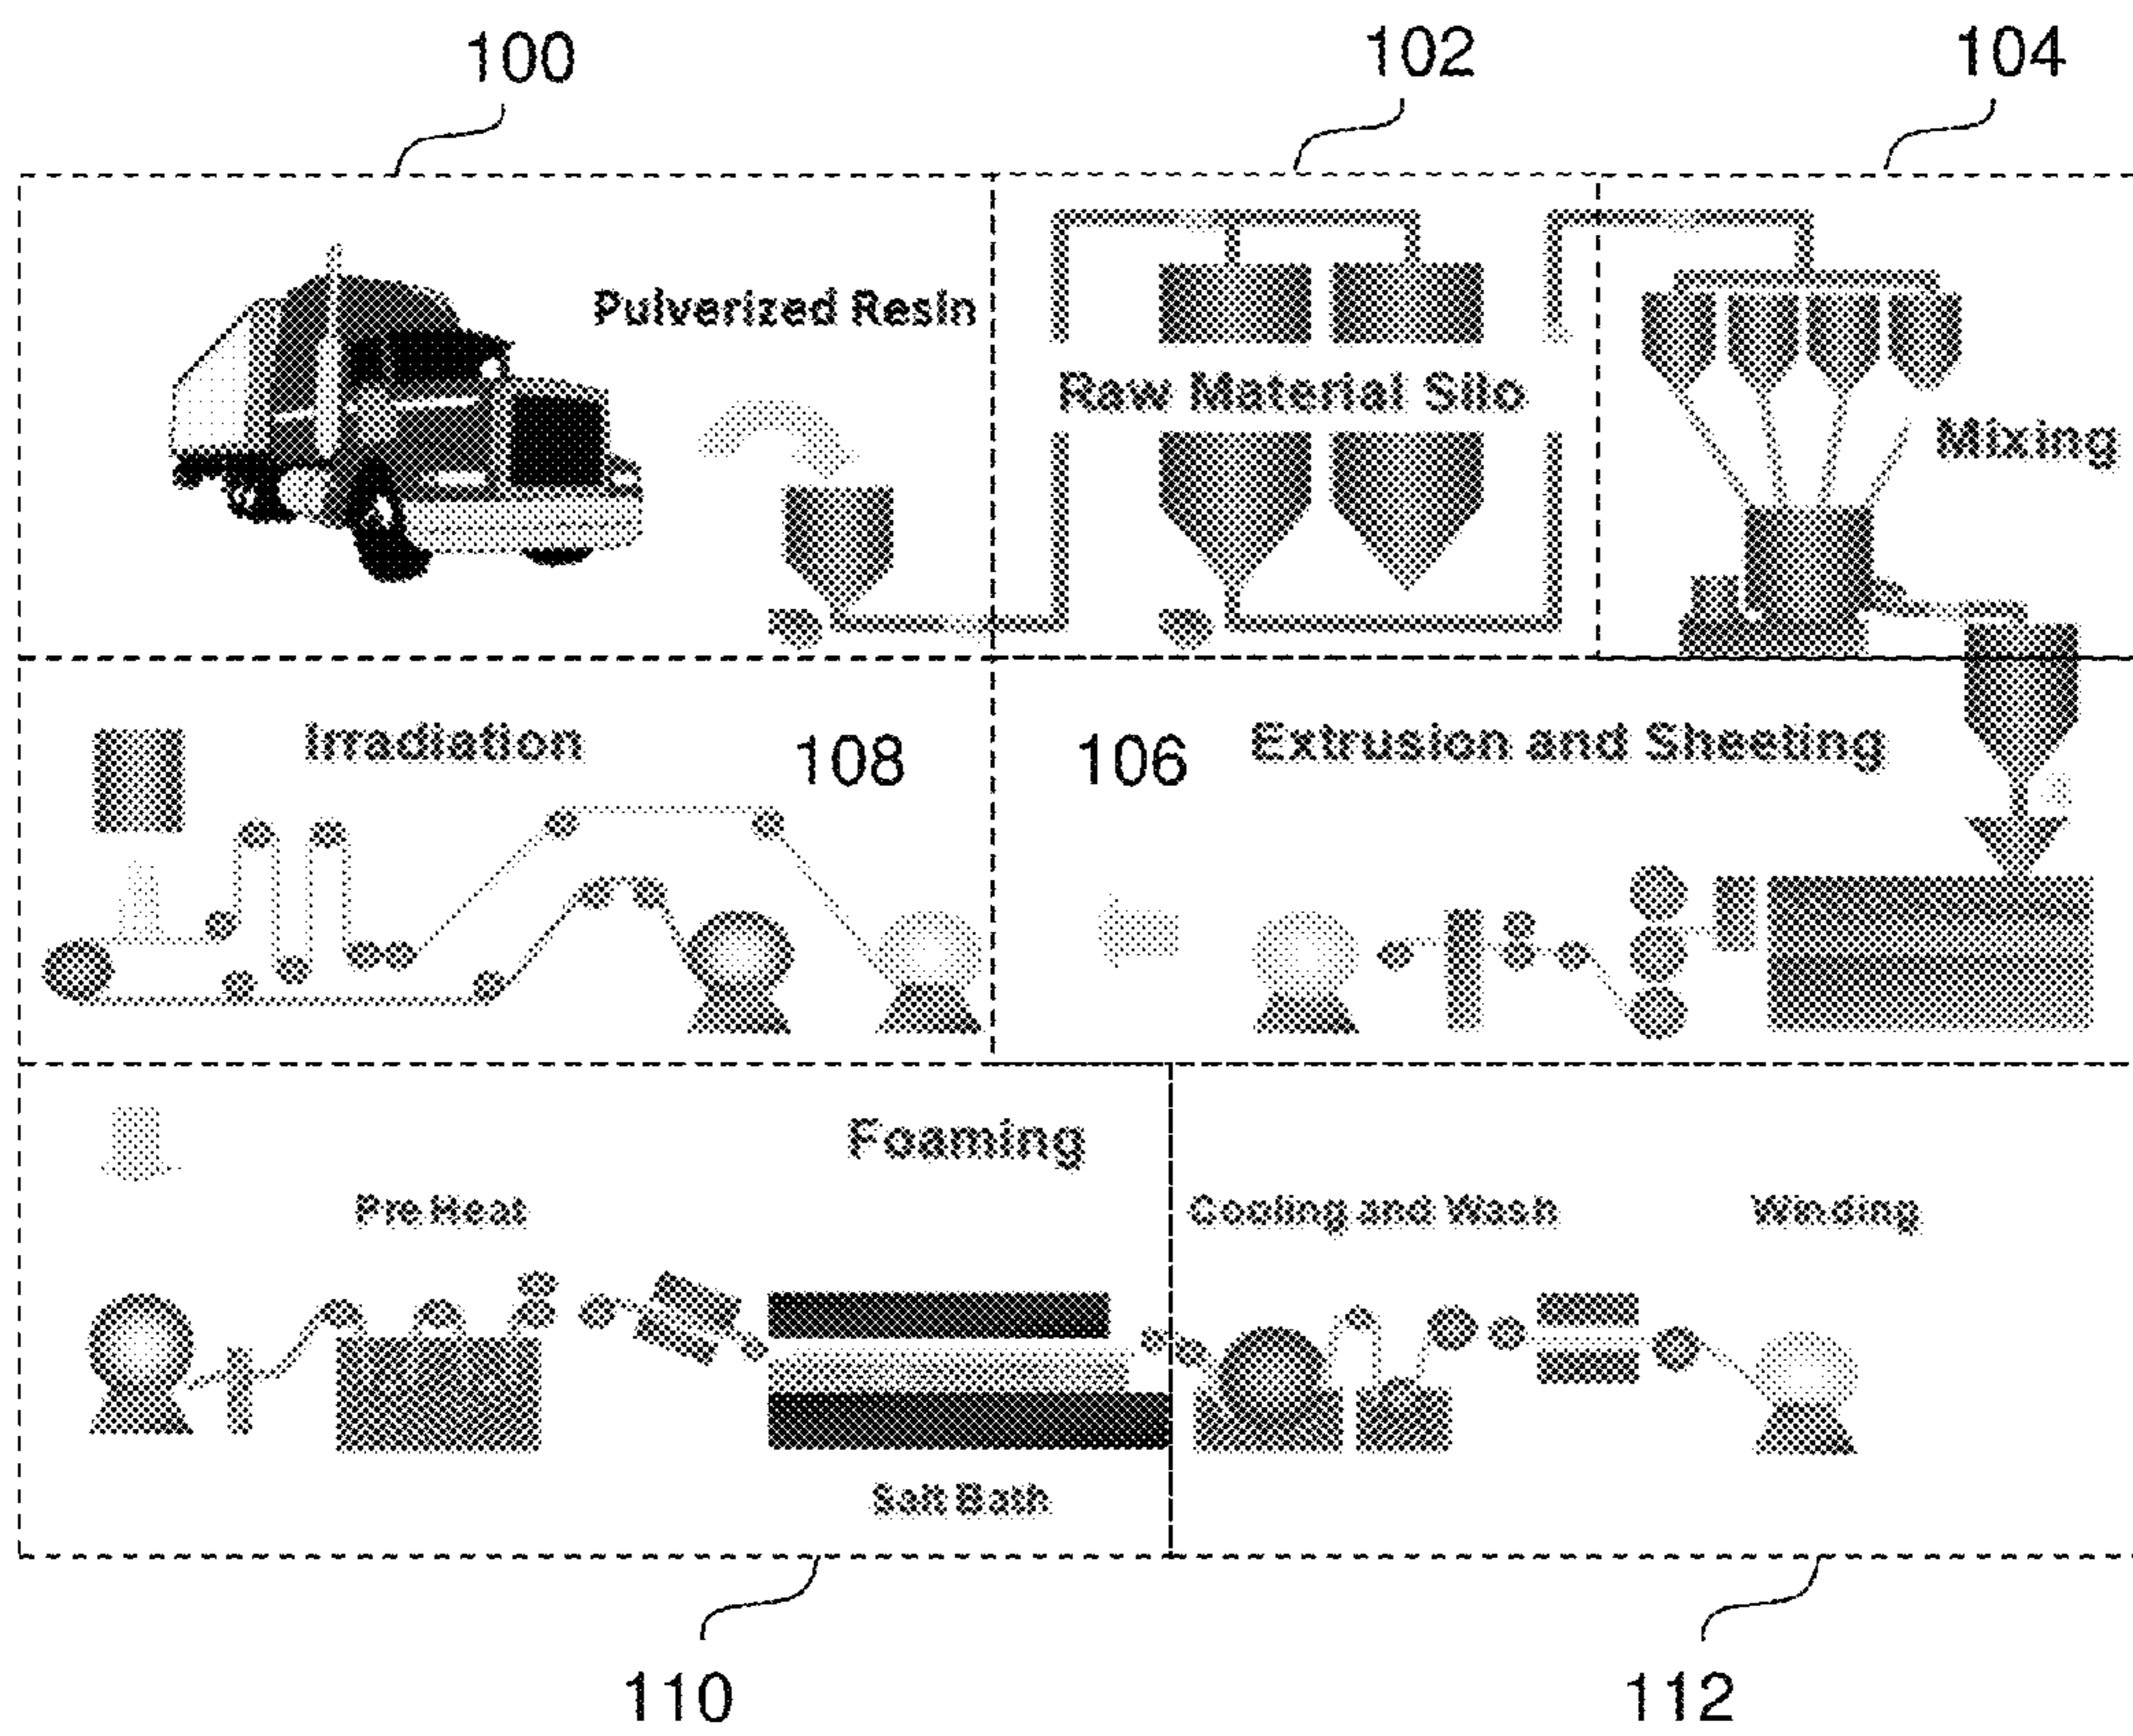 100
102
104
Pulverized Resin
Raw Material Silo
Mixing
Irradiation
108
106
Extrusion and Sheeting
Foaming
Pre Heat
Cooling and Wash
Winding
Salt Bath
110
112